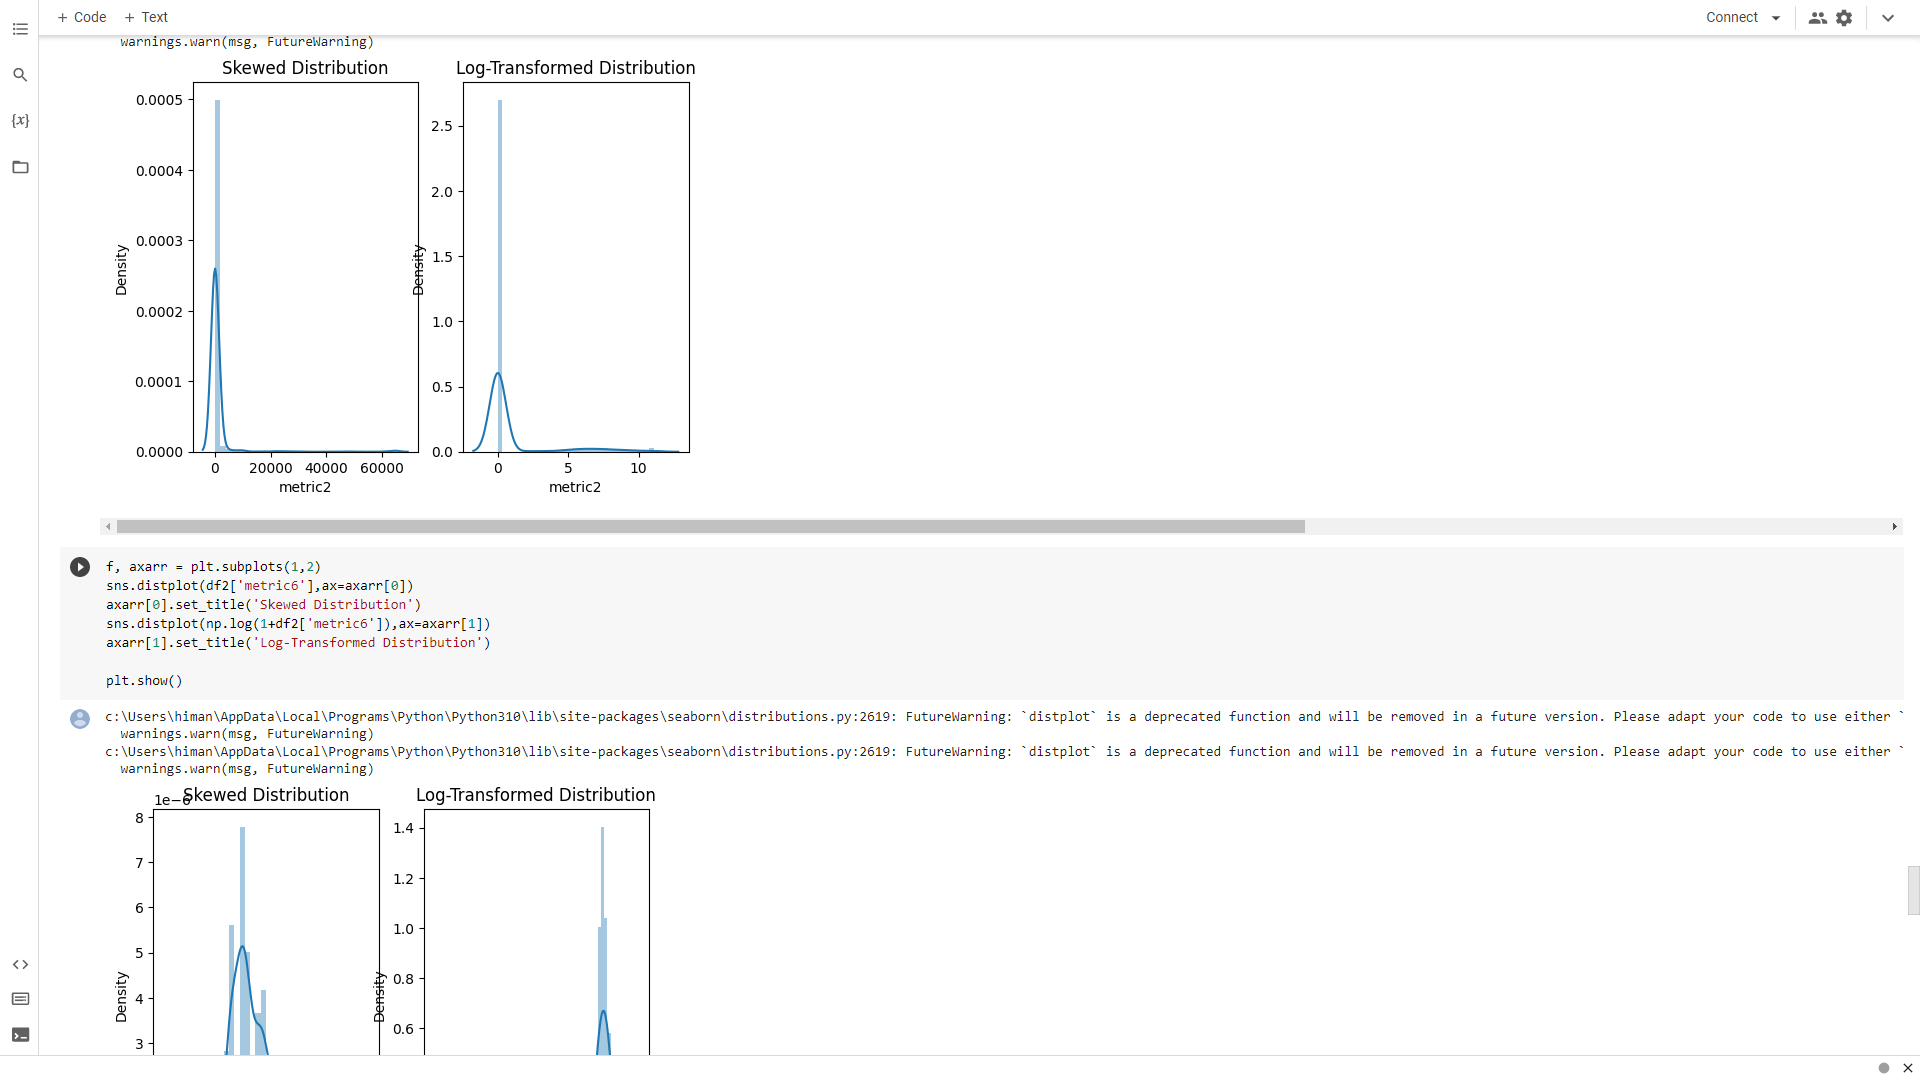 + Code + Text Connect
warnings.warn(msg, FutureWarning)
Skewed Distribution Log-Transformed Distribution
0.0005
0.0004
0.0003
0.0002
0.0001
0.0000
Density
0 20000 40000 60000
metric2
2.5
2.0
1.5
1.0
0.5
0.0
Density
0 5 10
metric2
f, axarr = plt.subplots(1,2)
sns.distplot(df2['metric6'],ax=axarr[0])
axarr[0].set_title('Skewed Distribution')
sns.distplot(np.log(1+df2['metric6']),ax=axarr[1])
axarr[1].set_title('Log-Transformed Distribution')
plt.show()
c:\Users\himan\AppData\Local\Programs\Python\Python310\lib\site-packages\seaborn\distributions.py:2619: FutureWarning: `distplot` is a deprecated function and will be removed in a future version. Please adapt your code to use either `
warnings.warn(msg, FutureWarning)
c:\Users\himan\AppData\Local\Programs\Python\Python310\lib\site-packages\seaborn\distributions.py:2619: FutureWarning: `distplot` is a deprecated function and will be removed in a future version. Please adapt your code to use either `
warnings.warn(msg, FutureWarning)
Skewed Distribution Log-Transformed Distribution
8
7
6
5
4
3
Density
1.4
1.2
1.0
0.8
0.6
Density
{x}